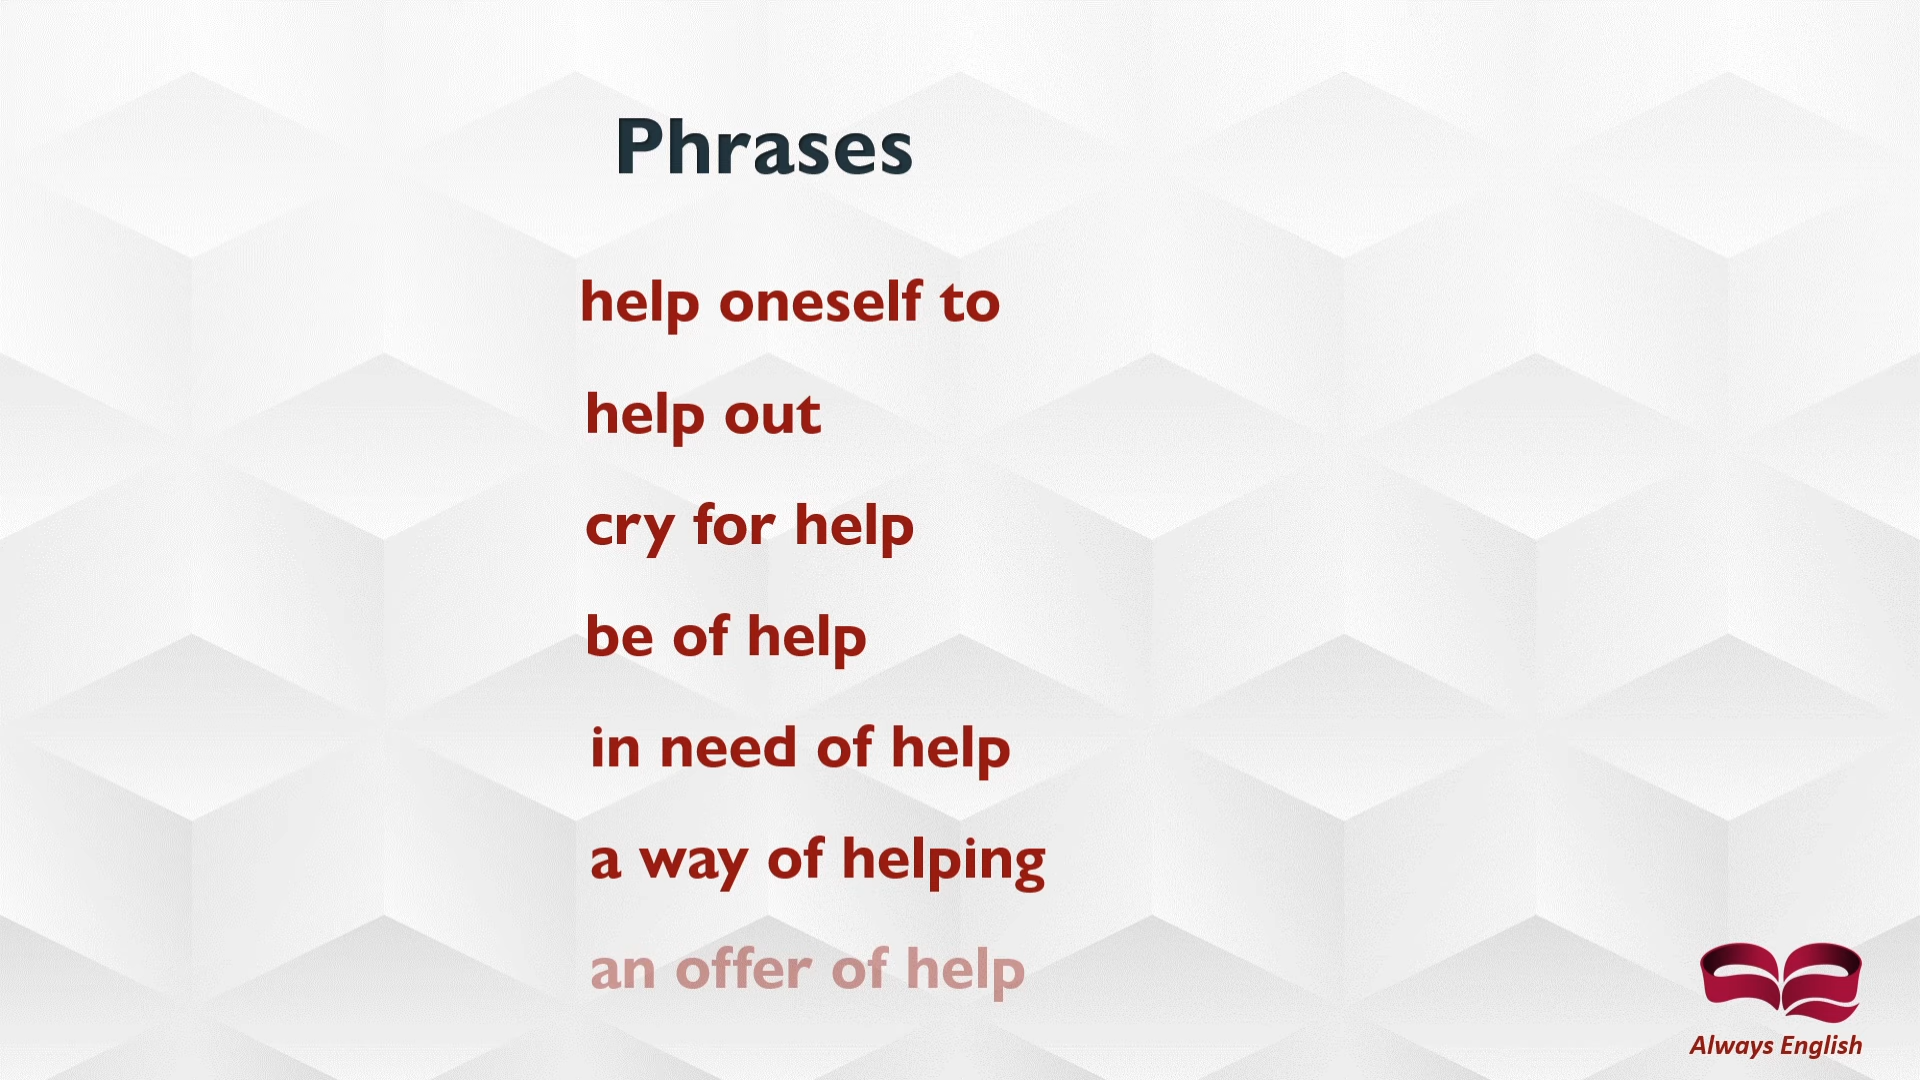 Phrases
help oneself to
help out
cry for help
be of help
in need of help
a way of helping
an offer of help
Always English